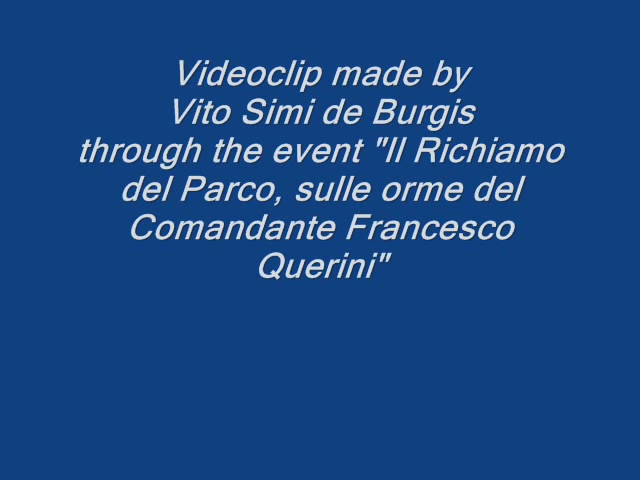 Videoclip made by
Vito Simi de Burgis
through the event "Il Richiamo
del Parco, sulle orme del
Comandante Francesco
Querini"